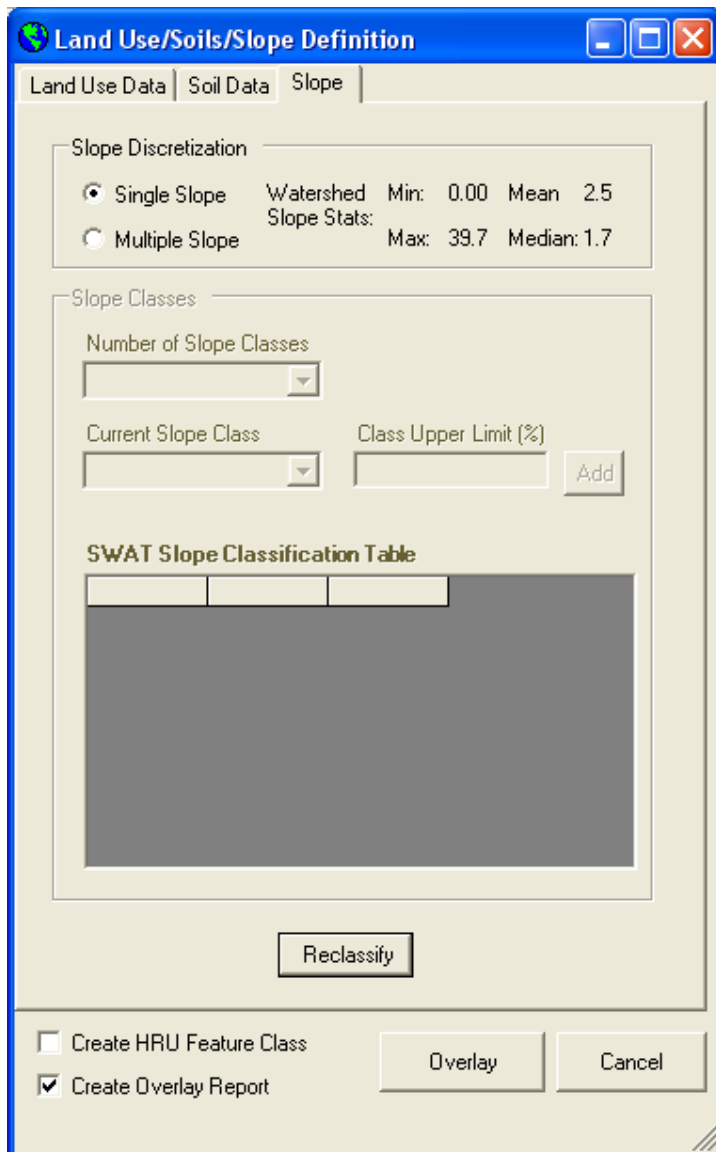 Land Use/Soils/Slope Definition
Land Use Data Soil Data Slope
Slope Discretization
Single Slope Watershed Slope Stats: Min: 0.00 Mean 2.5
Multiple Slope Max: 39.7 Median: 1.7
Slope Classes
Number of Slope Classes
Current Slope Class Class Upper Limit (%)
Add
SWAT Slope Classification Table
Reclassify
Create HRU Feature Class
Create Overlay Report
Overlay Cancel